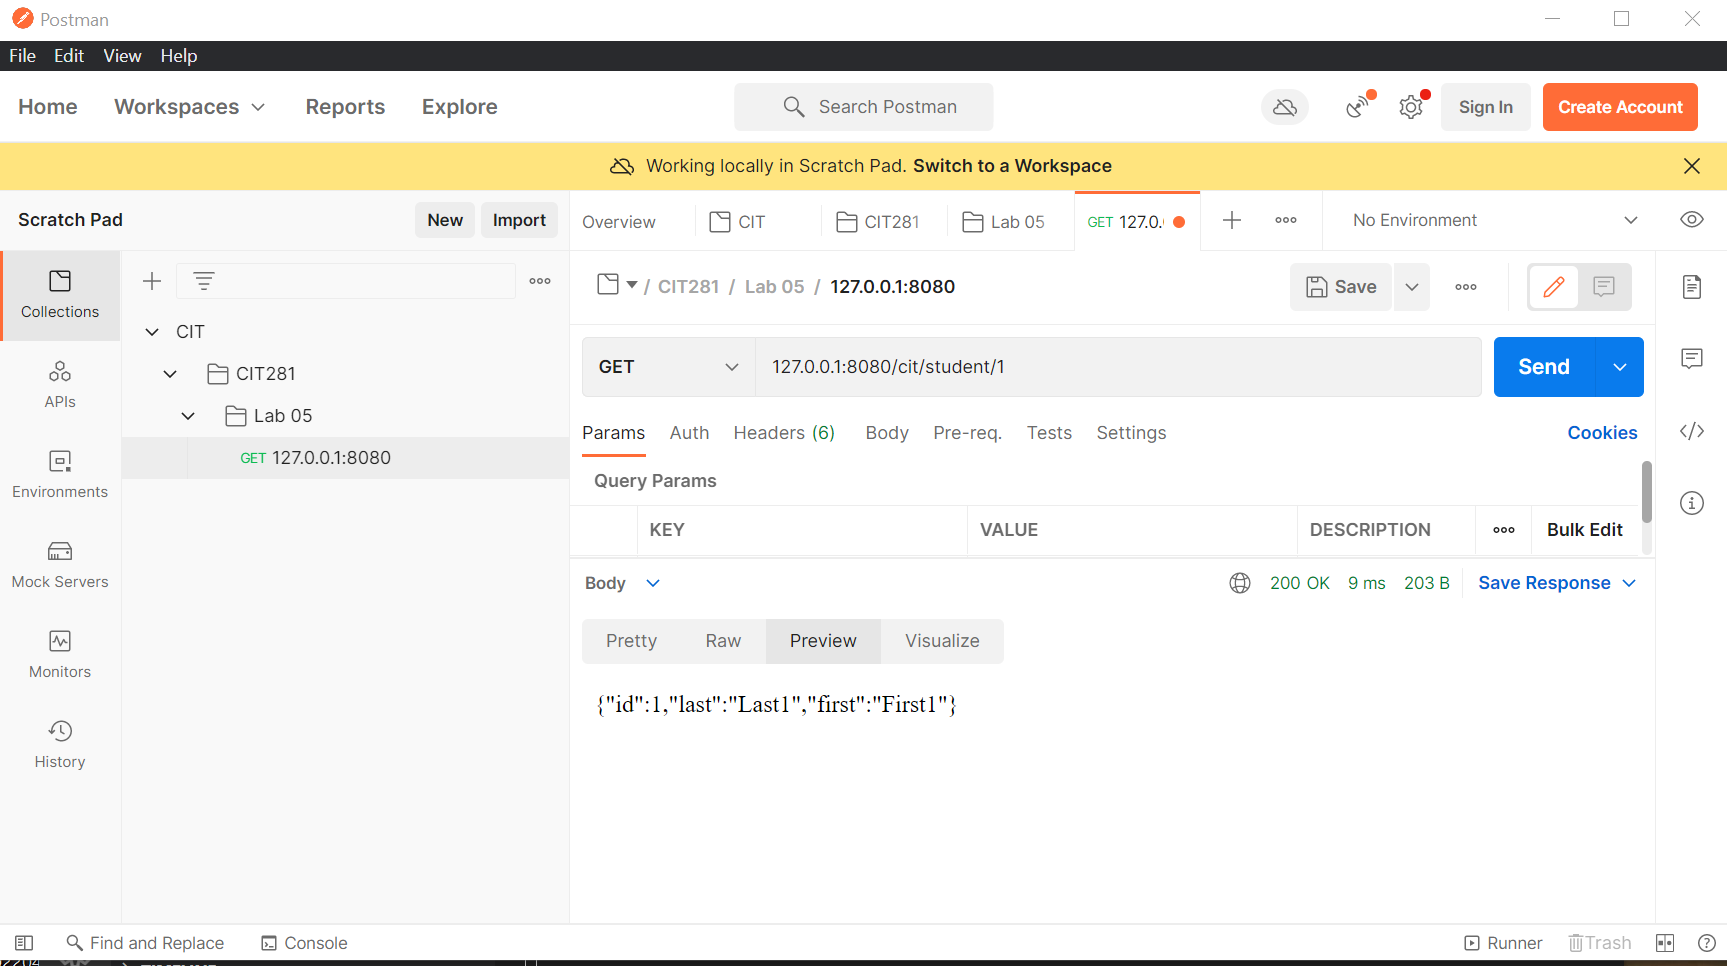 Postman
File Edit View Help
Home Workspaces Reports Explore Search Postman Sign In Create Account
Working locally in Scratch Pad. Switch to a Workspace
Scratch Pad New Import Overview CIT CIT281 Lab 05 GET 127.0. No Environment
/ CIT281 / Lab 05 / 127.0.0.1:8080 Save
Collections
CIT
GET 127.0.0.1:8080/cit/student/1 Send
CIT281
APIs
Lab 05
Params Auth Headers (6) Body Pre-req. Tests Settings Cookies
GET 127.0.0.1:8080
Query Params
Environments
KEY VALUE DESCRIPTION Bulk Edit
Mock Servers
Body 200 OK 9 ms 203 B Save Response
Pretty Raw Preview Visualize
Monitors
{"id":1,"last":"Last1","first":"First1"}
History
Find and Replace Console Runner Trash